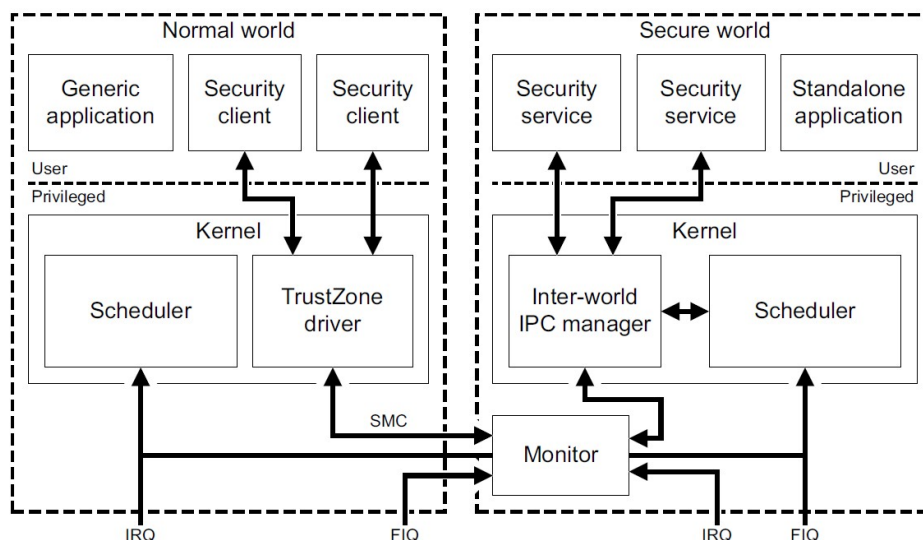 Normal world
Generic
application
Security
client
Security
client
User
Privileged
Kernel
Scheduler
TrustZone
driver
SMC
IRQ
FIQ
Secure world
Security
service
Security
service
Standalone
application
User
Privileged
Kernel
Inter-world
IPC manager
Scheduler
Monitor
IRQ
FIQ